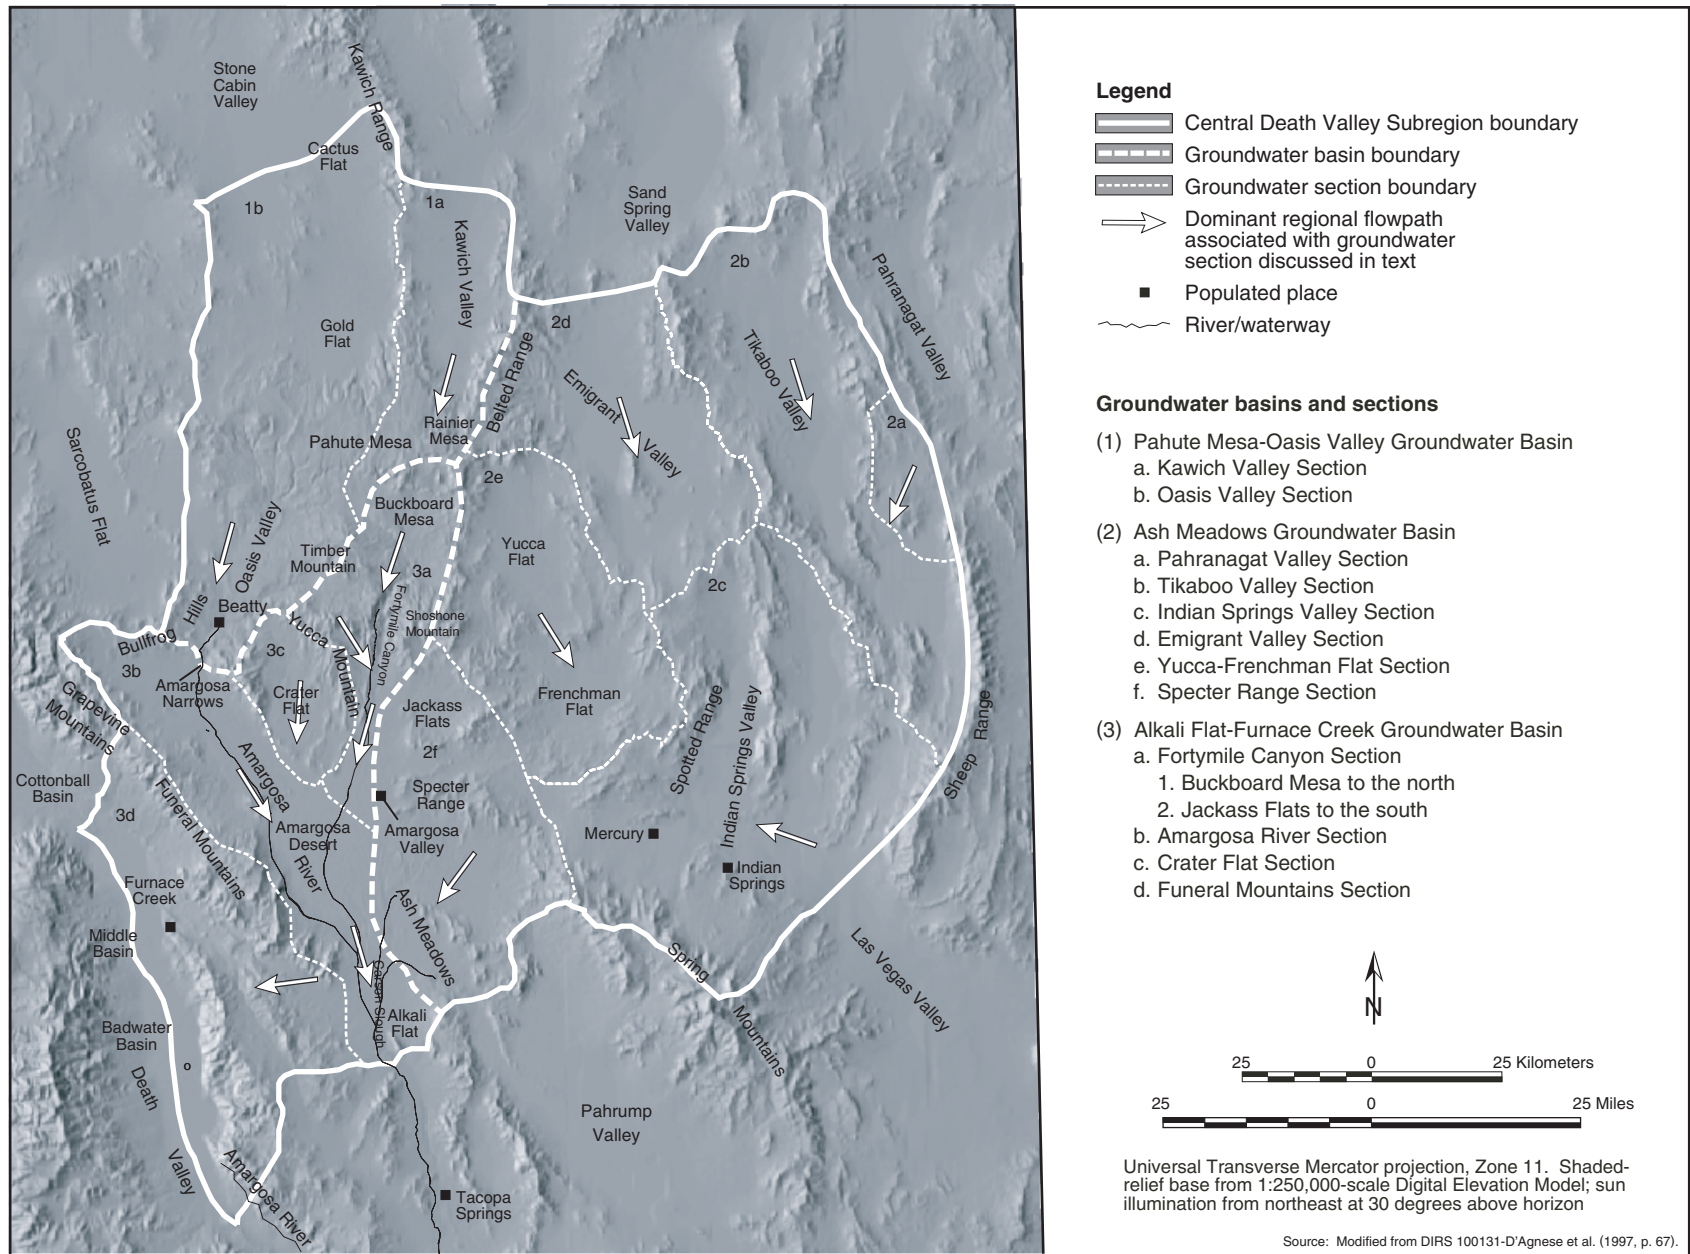 Stone
Cabin
Valley
Kawich Range
Cactus
Flat
1b
1a
Sand
Spring
Valley
2b
Kawich Valley
Pahranagat Valley
Gold
Flat
2d
Belted Range
Tikaboo Valley
Emigrant
Valley
2a
Rainier
Mesa
Pahute Mesa
Sarcobatus Flat
2e
Buckboard
Mesa
Oasis Valley
Timber
Mountain
Yucca
Flat
3a
2c
Fortymile Canyon
Shoshone
Mountain
Hills
Beatty
Bullfrog
Yucca
Mountain
3c
3b
Amargosa
Narrows
Crater
Flat
Grapevine
Mountains
Jackass
Flats
2f
Frenchman
Flat
Spotted Range
Indian Springs Valley
Sheep Range
Cottonball
Basin
3d
Funeral Mountains
Amargosa
River
Amargosa
Desert
Specter
Range
Amargosa
Valley
Mercury
Indian
Springs
Furnace
Creek
Middle
Basin
Ash Meadows
Carson Slough
Alkali
Flat
Spring
Mountains
Las Vegas Valley
Badwater
Basin
Death
Valley
Pahrump
Valley
Amargosa River
Tacopa
Springs
Legend
Central Death Valley Subregion boundary
Groundwater basin boundary
Groundwater section boundary
Dominant regional flowpath
associated with groundwater
section discussed in text
Populated place
River/waterway
Groundwater basins and sections
(1) Pahute Mesa-Oasis Valley Groundwater Basin
a. Kawich Valley Section
b. Oasis Valley Section
(2) Ash Meadows Groundwater Basin
a. Pahranagat Valley Section
b. Tikaboo Valley Section
c. Indian Springs Valley Section
d. Emigrant Valley Section
e. Yucca-Frenchman Flat Section
f. Specter Range Section
(3) Alkali Flat-Furnace Creek Groundwater Basin
a. Fortymile Canyon Section
1. Buckboard Mesa to the north
2. Jackass Flats to the south
b. Amargosa River Section
c. Crater Flat Section
d. Funeral Mountains Section
N
25 0 25 Kilometers
25 0 25 Miles
Universal Transverse Mercator projection, Zone 11. Shaded-
relief base from 1:250,000-scale Digital Elevation Model; sun
illumination from northeast at 30 degrees above horizon
Source: Modified from DIRS 100131-D'Agnese et al. (1997, p. 67).